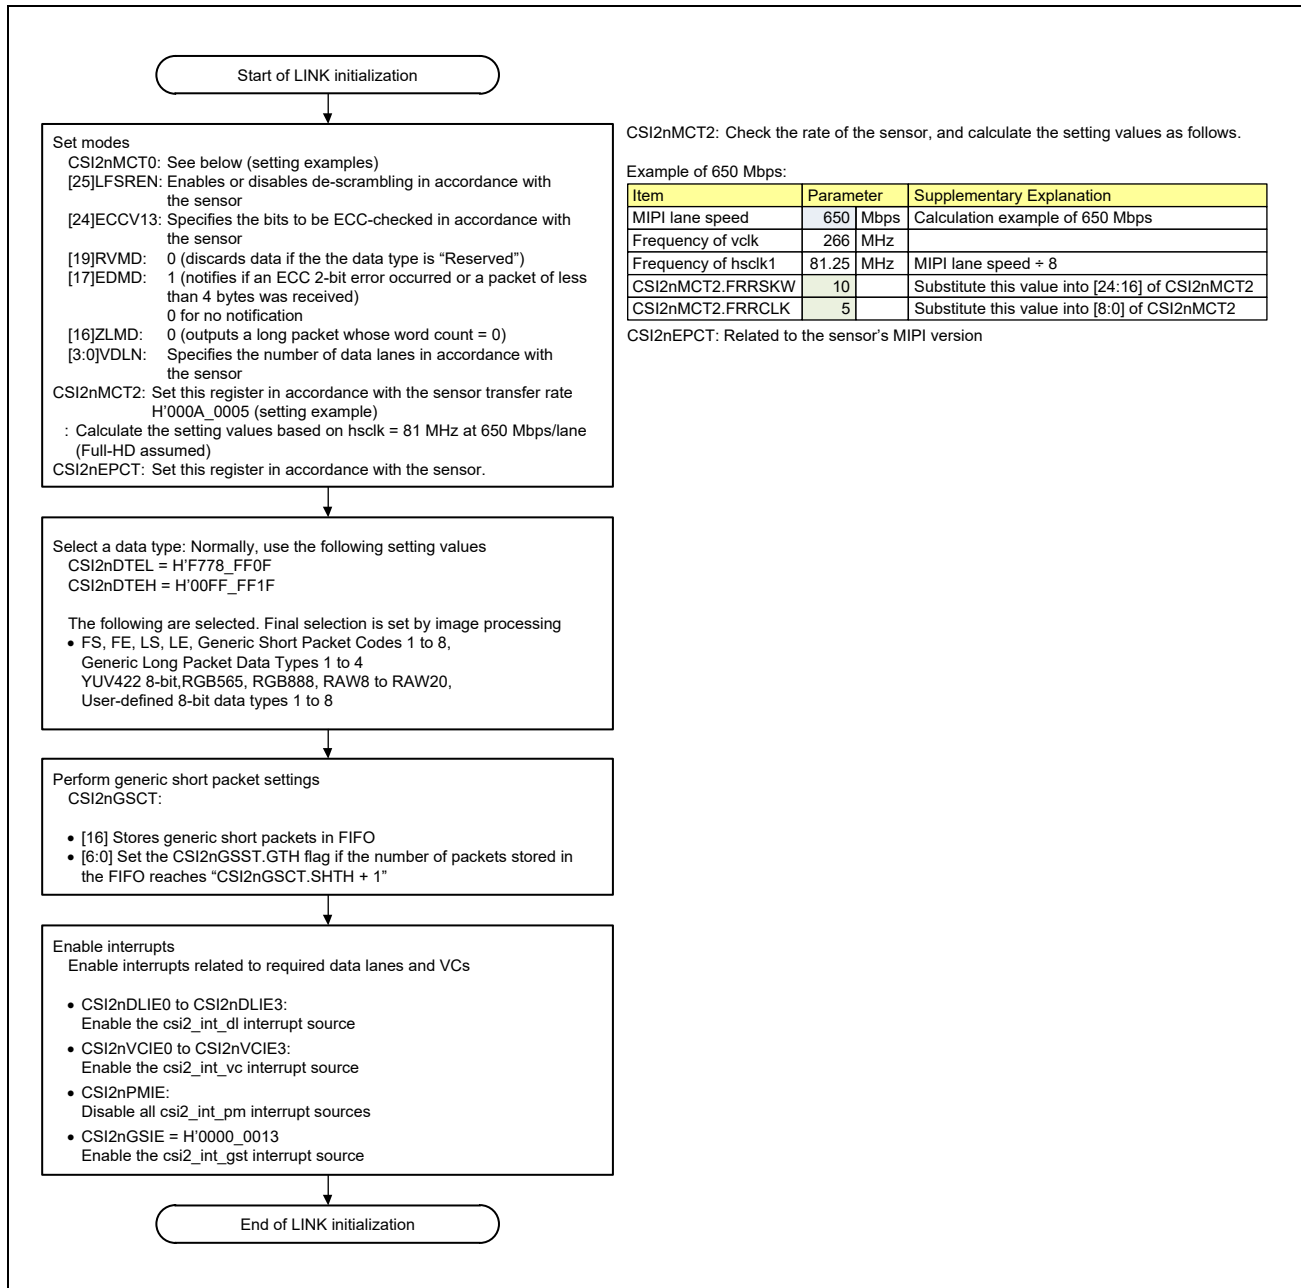 Start of LINK initialization
Set modes
CSI2nMCT0: See below (setting examples)
[25]LFSREN: Enables or disables de-scrambling in accordance with
the sensor
[24]ECCV13: Specifies the bits to be ECC-checked in accordance with
the sensor
[19]RVMD: 0 (discards data if the the data type is “Reserved”)
[17]EDMD: 1 (notifies if an ECC 2-bit error occurred or a packet of less
than 4 bytes was received)
0 for no notification
[16]ZLMD: 0 (outputs a long packet whose word count = 0)
[3:0]VDLN: Specifies the number of data lanes in accordance with
the sensor
CSI2nMCT2: Set this register in accordance with the sensor transfer rate
H’000A_0005 (setting example)
: Calculate the setting values based on hsclk = 81 MHz at 650 Mbps/lane
(Full-HD assumed)
CSI2nEPCT: Set this register in accordance with the sensor.
CSI2nMCT2: Check the rate of the sensor, and calculate the setting values as follows.
Example of 650 Mbps:
Item Parameter Supplementary Explanation
MIPI lane speed 650 Mbps Calculation example of 650 Mbps
Frequency of vclk 266 MHz
Frequency of hsclk1 81.25 MHz MIPI lane speed ÷ 8
CSI2nMCT2.FRRSKW 10 Substitute this value into [24:16] of CSI2nMCT2
CSI2nMCT2.FRRCLK 5 Substitute this value into [8:0] of CSI2nMCT2
CSI2nEPCT: Related to the sensor’s MIPI version
Select a data type: Normally, use the following setting values
CSI2nDTEL = H’F778_FF0F
CSI2nDTEH = H’00FF_FF1F
The following are selected. Final selection is set by image processing
• FS, FE, LS, LE, Generic Short Packet Codes 1 to 8,
Generic Long Packet Data Types 1 to 4
YUV422 8-bit,RGB565, RGB888, RAW8 to RAW20,
User-defined 8-bit data types 1 to 8
Perform generic short packet settings
CSI2nGSCT:
• [16] Stores generic short packets in FIFO
• [6:0] Set the CSI2nGSST.GTH flag if the number of packets stored in
the FIFO reaches “CSI2nGSCT.SHTH + 1”
Enable interrupts
Enable interrupts related to required data lanes and VCs
• CSI2nDLIE0 to CSI2nDLIE3:
Enable the csi2_int_dl interrupt source
• CSI2nVCIE0 to CSI2nVCIE3:
Enable the csi2_int_vc interrupt source
• CSI2nPMIE:
Disable all csi2_int_pm interrupt sources
• CSI2nGSIE = H’0000_0013
Enable the csi2_int_gst interrupt source
End of LINK initialization